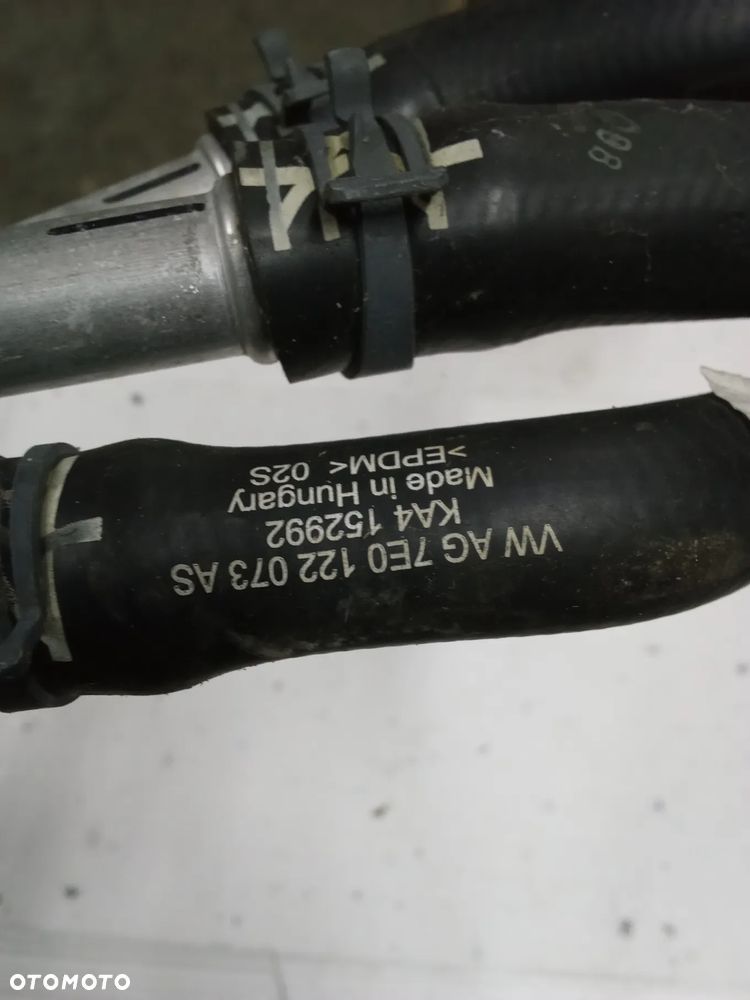 VW AG 7E0 122 073 AS
KA4 152992
Made in Hungary
>EPDM< 02S
OTOMOTO